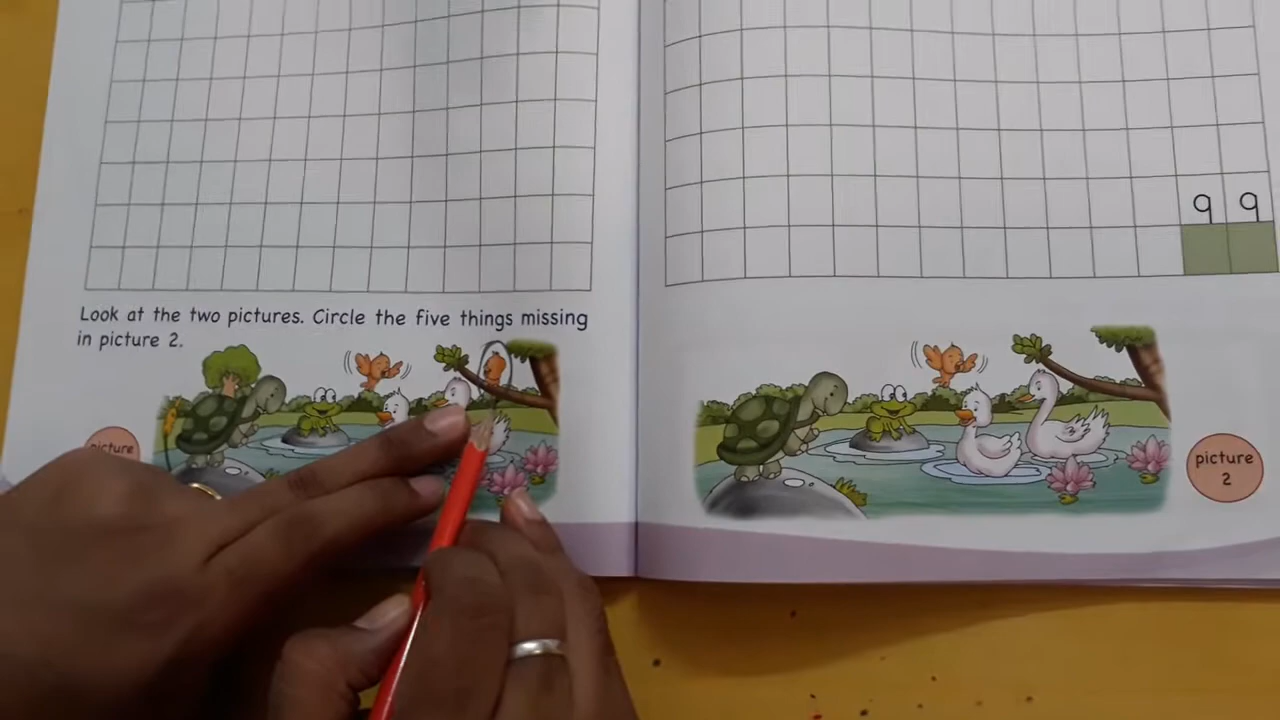 9 9
Look at the two pictures. Circle the five things missing
in picture 2.
picture
picture
2